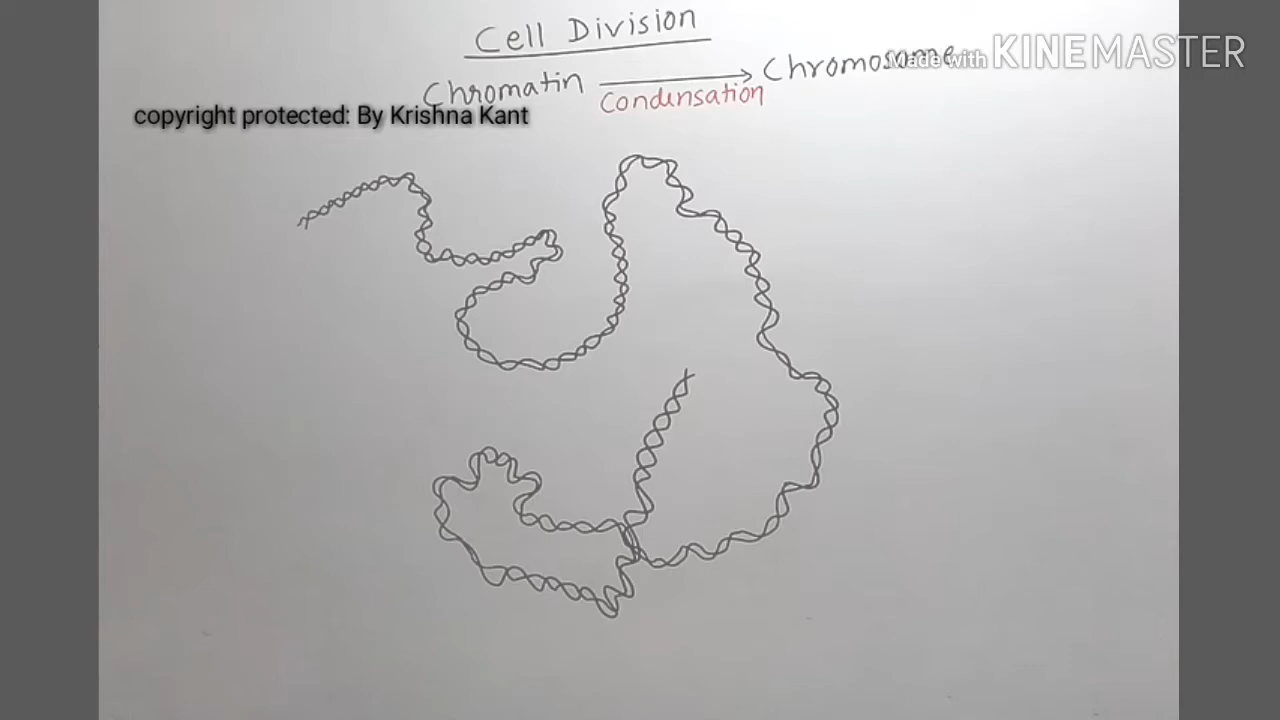 Cell Division
Chromatin → Chromosome
Condensation
Made with KINEMASTER
copyright protected: By Krishna Kant